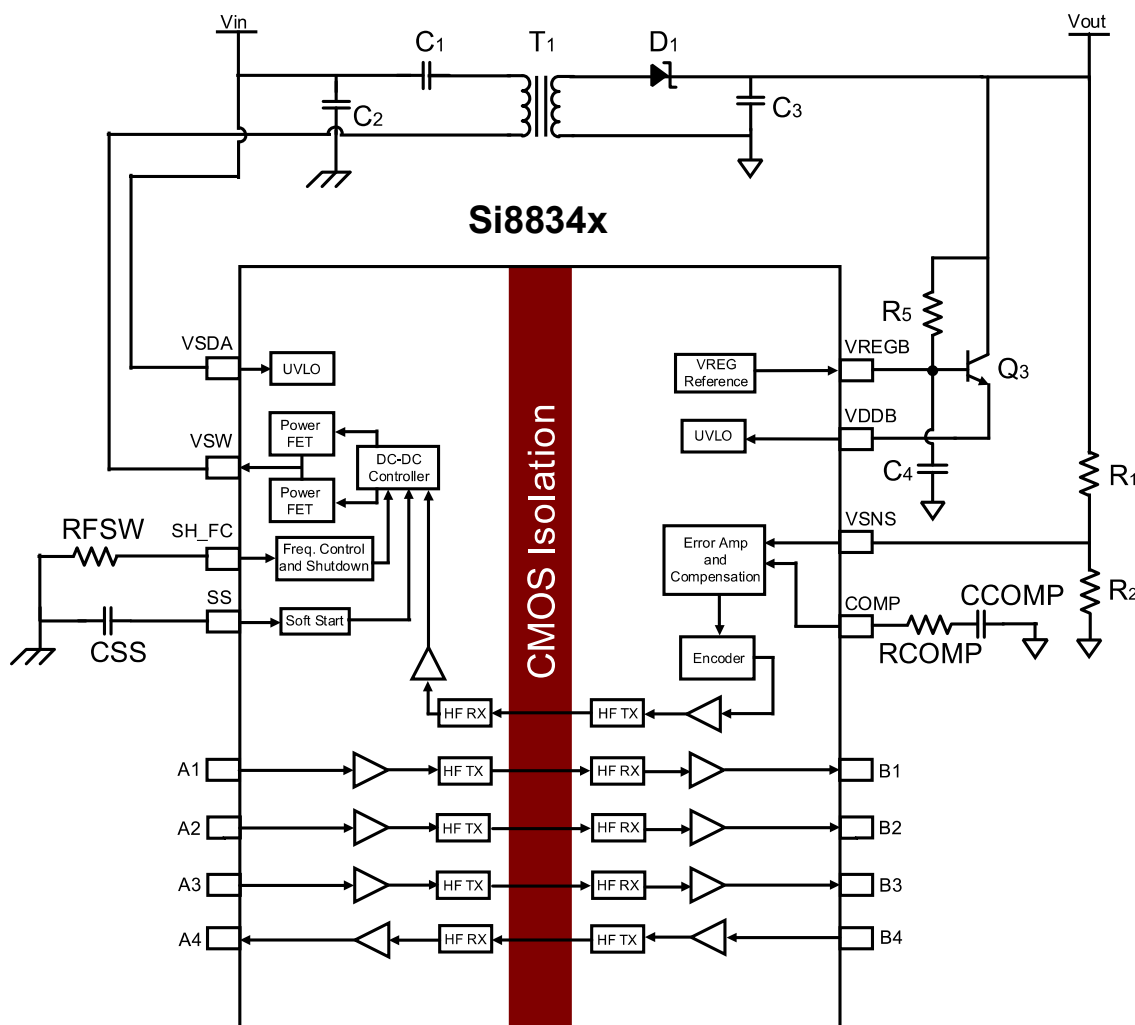 Vin
Vout
C1
T1
D1
C2
C3
Si8834x
VSDA
UVLO
VSW
Power
FET
Power
FET
DC-DC
Controller
SH_FC
RFSW
Freq. Control
and Shutdown
SS
CSS
Soft Start
CMOS Isolation
VREG
Reference
VREGB
R5
Q3
UVLO
VDDB
C4
R1
VSNS
Error Amp
and
Compensation
COMP
CCOMP
RCOMP
R2
Encoder
HF RX
HF TX
A1
HF TX
HF RX
B1
A2
HF TX
HF RX
B2
A3
HF TX
HF RX
B3
A4
HF RX
HF TX
B4